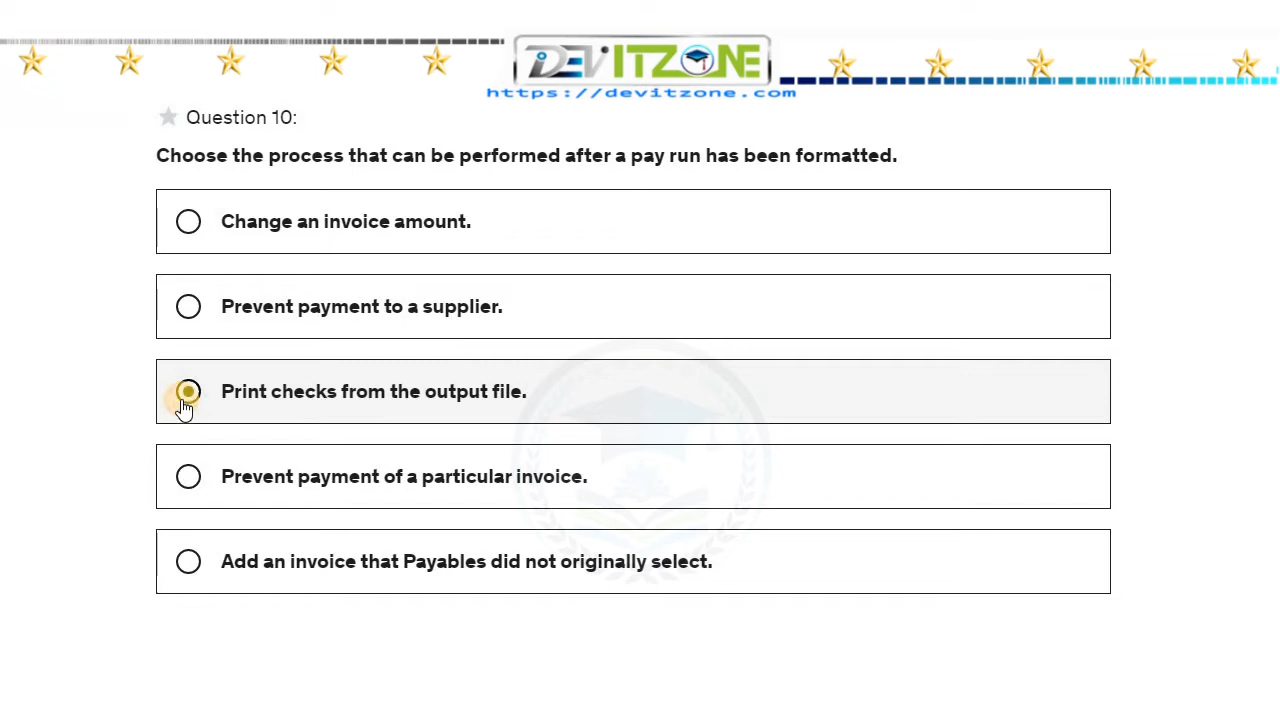 DEVITZONE
https://devitzone.com
Question 10:
Choose the process that can be performed after a pay run has been formatted.
Change an invoice amount.
Prevent payment to a supplier.
Print checks from the output file.
Prevent payment of a particular invoice.
Add an invoice that Payables did not originally select.